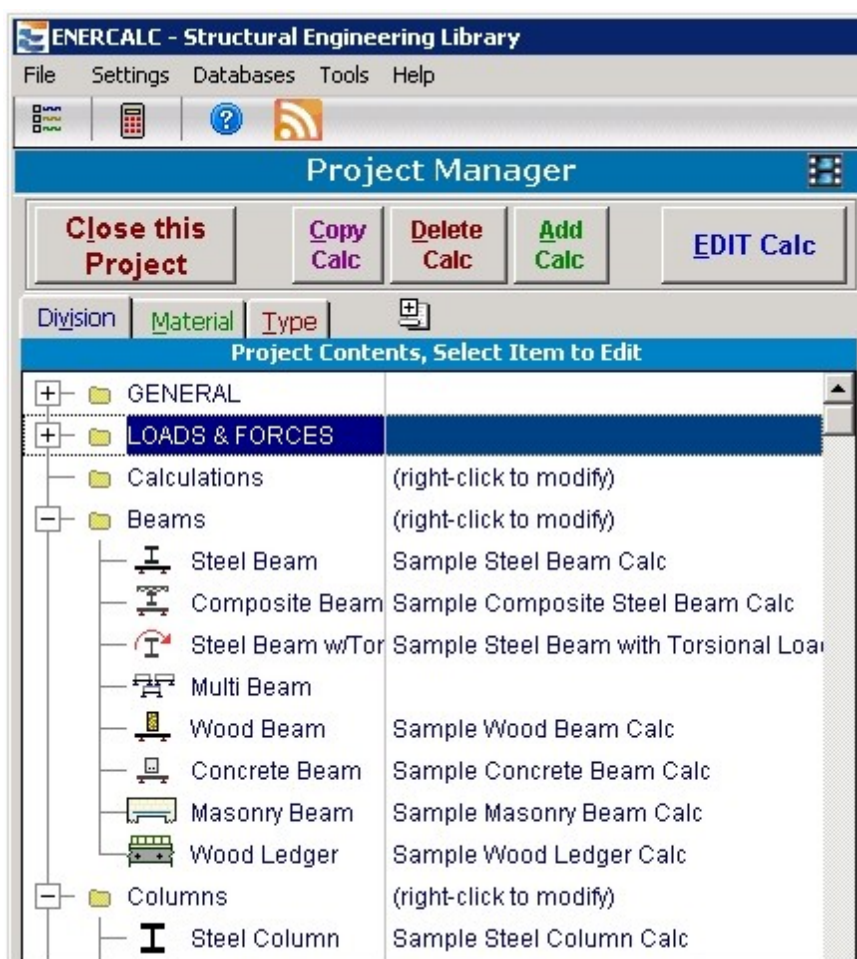 ENERCALC - Structural Engineering Library
File Settings Databases Tools Help
Project Manager
Close this Project
Copy Calc
Delete Calc
Add Calc
EDIT Calc
Division Material Type
Project Contents, Select Item to Edit
GENERAL
LOADS & FORCES
Calculations (right-click to modify)
Beams (right-click to modify)
Steel Beam Sample Steel Beam Calc
Composite Beam Sample Composite Steel Beam Calc
Steel Beam w/Tor Sample Steel Beam with Torsional Loa
Multi Beam
Wood Beam Sample Wood Beam Calc
Concrete Beam Sample Concrete Beam Calc
Masonry Beam Sample Masonry Beam Calc
Wood Ledger Sample Wood Ledger Calc
Columns (right-click to modify)
Steel Column Sample Steel Column Calc